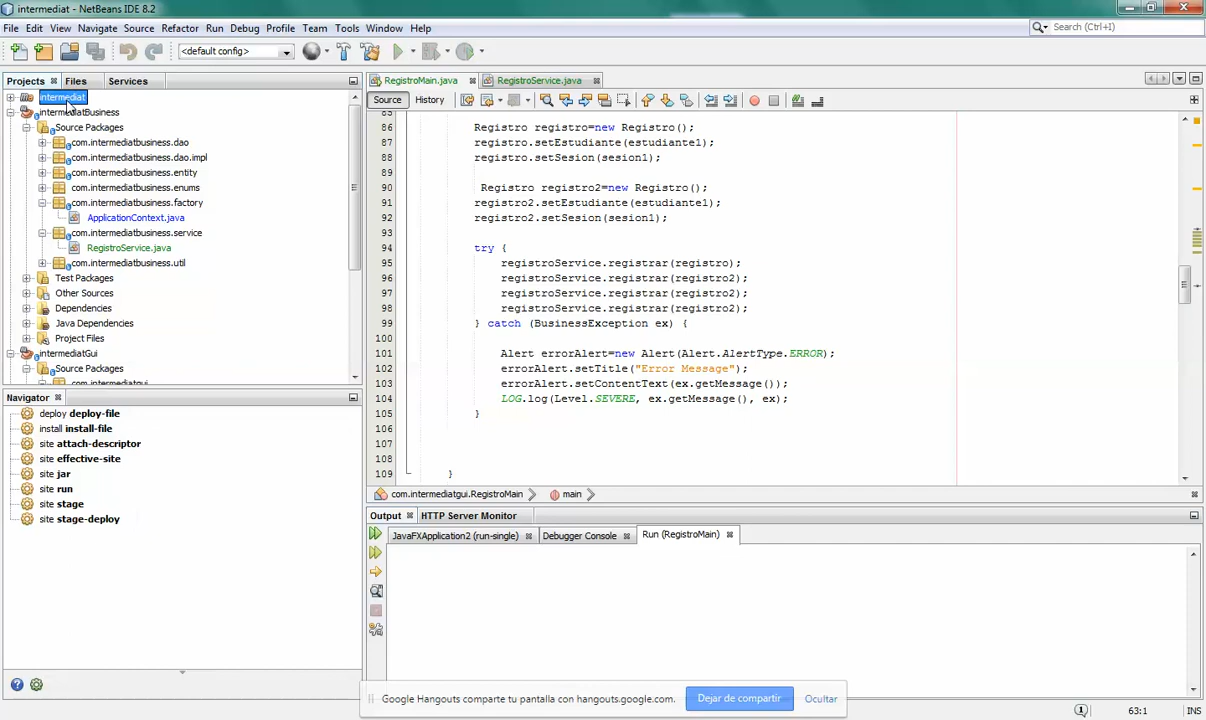 intermediat - NetBeans IDE 8.2
File Edit View Navigate Source Refactor Run Debug Profile Team Tools Window Help
Search (Ctrl+I)
<default config>
Projects Files Services
RegistroMain.java RegistroService.java
Source History
intermediat
intermediatBusiness
Source Packages
com.intermediatbusiness.dao
com.intermediatbusiness.dao.impl
com.intermediatbusiness.entity
com.intermediatbusiness.enums
com.intermediatbusiness.factory
ApplicationContext.java
com.intermediatbusiness.service
RegistroService.java
com.intermediatbusiness.util
Test Packages
Other Sources
Dependencies
Java Dependencies
Project Files
intermediatGui
Source Packages
com.intermediatgui
85
86 Registro registro=new Registro();
87 registro.setEstudiante(estudiante1);
88 registro.setSesion(sesion1);
89
90 Registro registro2=new Registro();
91 registro2.setEstudiante(estudiante1);
92 registro2.setSesion(sesion1);
93
94 try {
95 registroService.registrar(registro);
96 registroService.registrar(registro2);
97 registroService.registrar(registro2);
98 registroService.registrar(registro2);
99 } catch (BusinessException ex) {
100
101 Alert errorAlert=new Alert(Alert.AlertType.ERROR);
102 errorAlert.setTitle("Error Message");
103 errorAlert.setContentText(ex.getMessage());
104 LOG.log(Level.SEVERE, ex.getMessage(), ex);
105 }
106
107
108
109 }
com.intermediatgui.RegistroMain main
Navigator
deploy deploy-file
install install-file
site attach-descriptor
site effective-site
site jar
site run
site stage
site stage-deploy
Output HTTP Server Monitor
JavaFXApplication2 (run-single) Debugger Console Run (RegistroMain)
Google Hangouts comparte tu pantalla con hangouts.google.com. Dejar de compartir Ocultar
1 63:1 INS